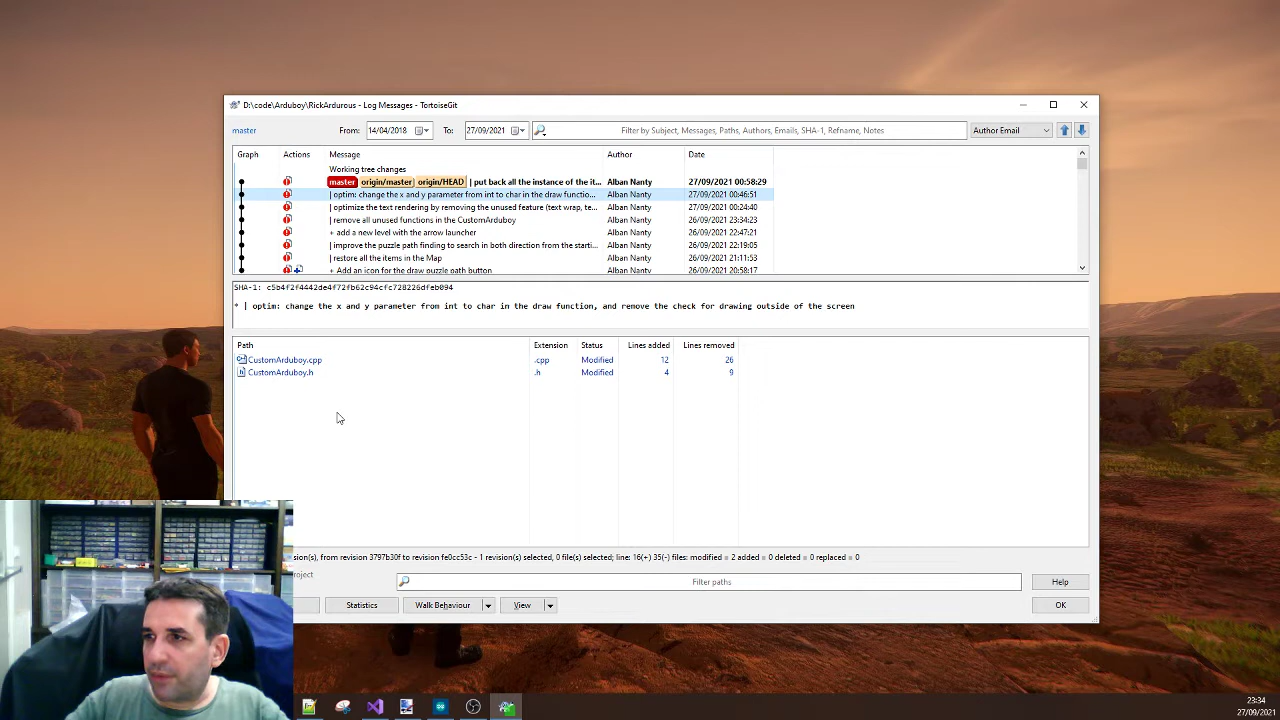 D:\code\Arduboy\RickArdurous - Log Messages - TortoiseGit
master From: 14/04/2018 To: 27/09/2021 Filter by Subject, Messages, Paths, Authors, Emails, SHA-1, Refname, Notes Author Email
Graph Actions Message Author Date
Working tree changes
master origin/master origin/HEAD | put back all the instance of the it... Alban Nanty 27/09/2021 00:58:29
| optim: change the x and y parameter from int to char in the draw functio... Alban Nanty 27/09/2021 00:46:51
| optimize the text rendering by removing the unused feature (text wrap, te... Alban Nanty 27/09/2021 00:24:40
| remove all unused functions in the CustomArduboy Alban Nanty 26/09/2021 23:34:23
+ add a new level with the arrow launcher Alban Nanty 26/09/2021 22:47:21
| improve the puzzle path finding to search in both direction from the starti... Alban Nanty 26/09/2021 22:19:05
| restore all the items in the Map Alban Nanty 26/09/2021 21:11:53
+ Add an icon for the draw puzzle path button Alban Nanty 26/09/2021 20:58:17
SHA-1: c5b4f2f4442de4f72fb62c94cfc728226dfeb094
* | optim: change the x and y parameter from int to char in the draw function, and remove the check for drawing outside of the screen
Path Extension Status Lines added Lines removed
CustomArduboy.cpp .cpp Modified 12 26
CustomArduboy.h .h Modified 4 9
ision(s), from revision 3797b30f to revision fe0cc53c - 1 revision(s) selected, 0 file(s) selected; line 16(+) 35(-) files: modified = 2 added = 0 deleted = 0 replaced = 0
roject Filter paths Help
Statistics Walk Behaviour View OK
23:34
27/09/2021